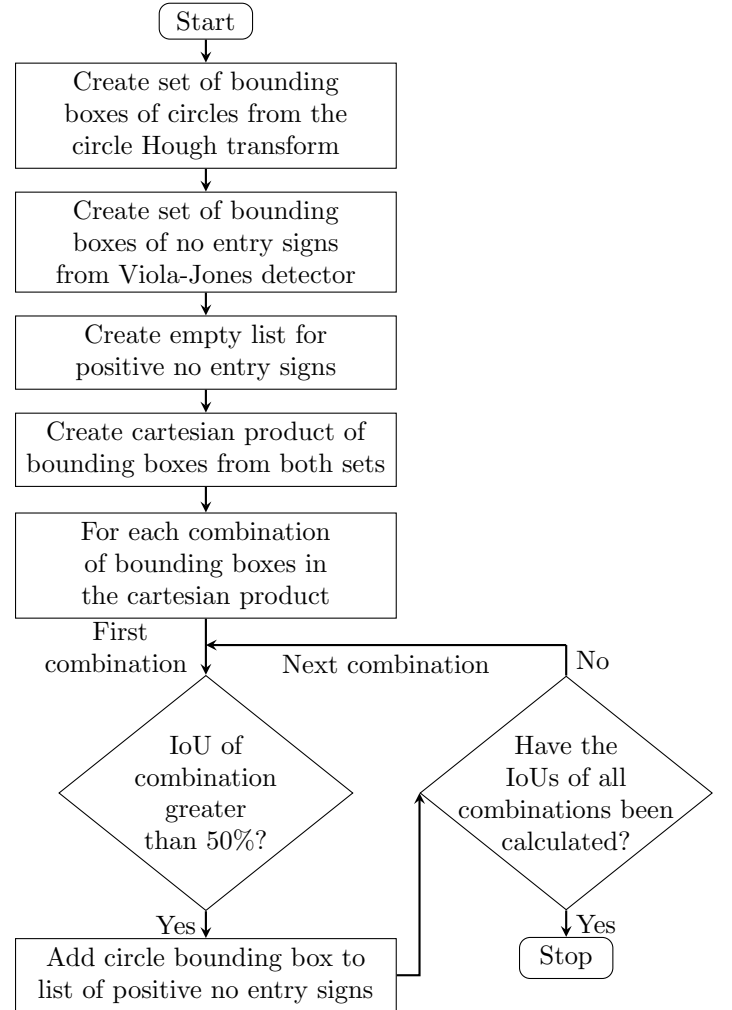 Start
Create set of bounding
boxes of circles from the
circle Hough transform
Create set of bounding
boxes of no entry signs
from Viola-Jones detector
Create empty list for
positive no entry signs
Create cartesian product of
bounding boxes from both sets
For each combination
of bounding boxes in
the cartesian product
First
combination
Next combination
No
IoU of
combination
greater
than 50%?
Have the
IoUs of all
combinations been
calculated?
Yes
Add circle bounding box to
list of positive no entry signs
Yes
Stop